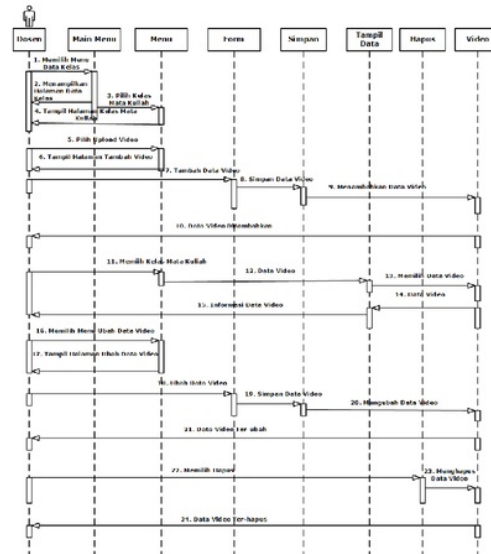 Dosen
Main Menu
Menu
Form
Simpan
Tampil
Data
Hapus
Video
1. Memilih Menu
Data Kelas
2. Menampilkan
Halaman Data
Kelas
3. Pilih Kelas
Mata Kuliah
4. Tampil Halaman Kelas Mata
Kuliah
5. Pilih Upload Video
6. Tampil Halaman Tambah Video
7. Tambah Data Video
8. Simpan Data Video
9. Menambahkan Data Video
10. Data Video Ditambahkan
11. Memilih Kelas Mata Kuliah
12. Data Video
13. Memilih Data Video
14. Data Video
15. Informasi Data Video
16. Memilih Menu Ubah Data Video
17. Tampil Halaman Ubah Data Video
18. Ubah Data Video
19. Simpan Data Video
20. Mengubah Data Video
21. Data Video Ter-ubah
22. Memilih Hapus
23. Menghapus
Data Video
24. Data Video Ter-hapus